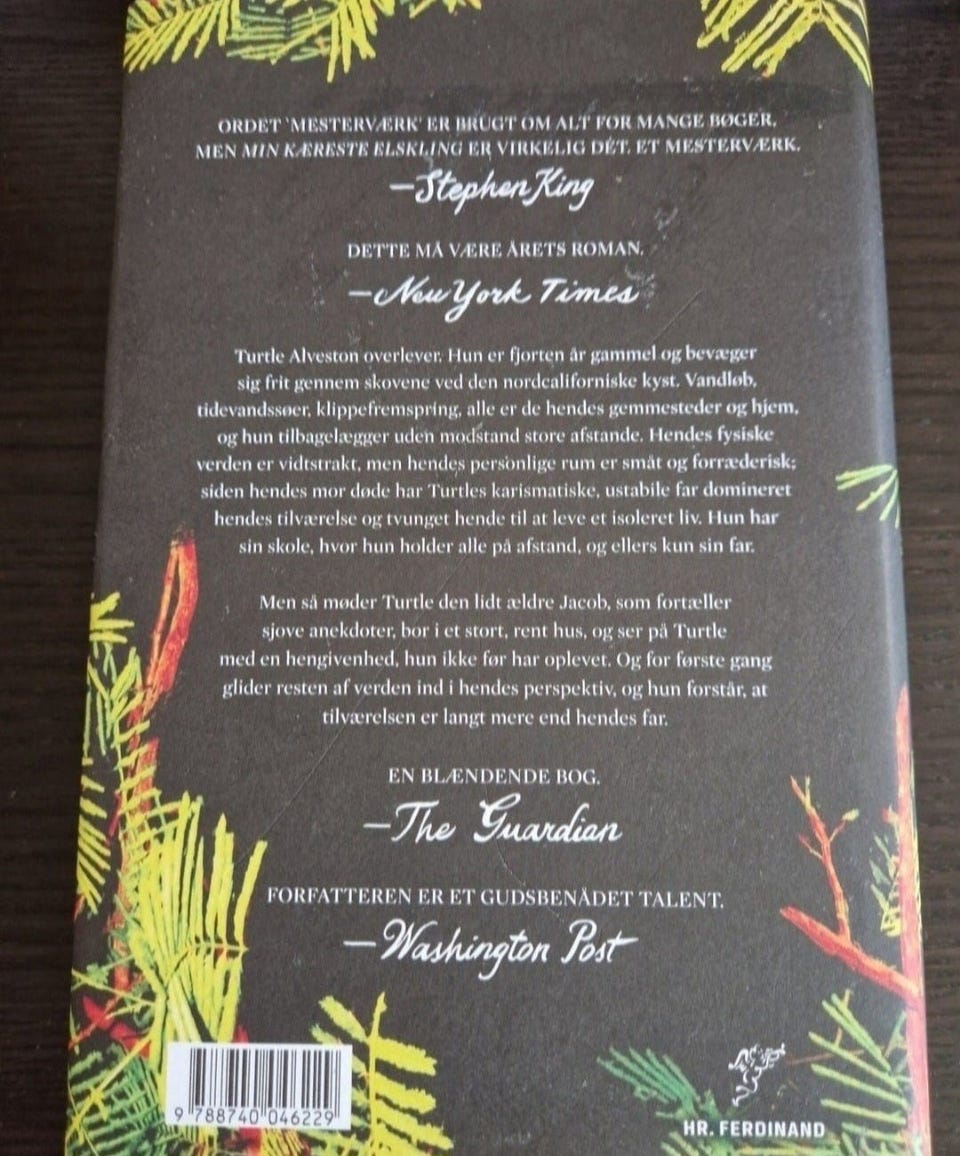 ORDET 'MESTERVÆRK' ER BRUGT OM ALT FOR MANGE BØGER,
MEN MIN KÆRESTE ELSKLING ER VIRKELIG DÉT. ET MESTERVÆRK.
—Stephen King
DETTE MÅ VÆRE ÅRETS ROMAN.
—New York Times
Turtle Alveston overlever. Hun er fjorten år gammel og bevæger
sig frit gennem skovene ved den nordcaliforniske kyst. Vandløb,
tidevandssøer, klippefremspring, alle er de hendes gemmesteder og hjem,
og hun tilbagelægger uden modstand store afstande. Hendes fysiske
verden er vidtstrakt, men hendes personlige rum er småt og forræderisk;
siden hendes mor døde har Turtles karismatiske, ustabile far domineret
hendes tilværelse og tvunget hende til at leve et isoleret liv. Hun har
sin skole, hvor hun holder alle på afstand, og ellers kun sin far.
Men så møder Turtle den lidt ældre Jacob, som fortæller
sjove anekdoter, bor i et stort, rent hus, og ser på Turtle
med en hengivenhed, hun ikke før har oplevet. Og for første gang
glider resten af verden ind i hendes perspektiv, og hun forstår, at
tilværelsen er langt mere end hendes far.
EN BLÆNDENDE BOG.
—The Guardian
FORFATTEREN ER ET GUDSBENÅDET TALENT.
—Washington Post
9 788740 046229
HR. FERDINAND